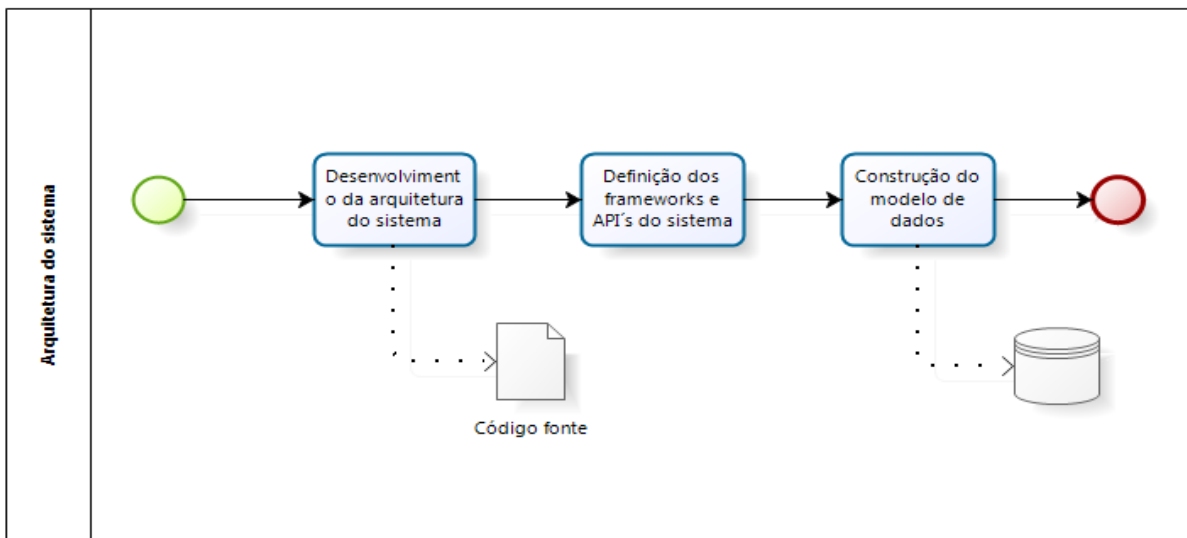 Arquitetura do sistema
Desenvolviment
o da arquitetura
do sistema
Definição dos
frameworks e
API´s do sistema
Construção do
modelo de
dados
Código fonte